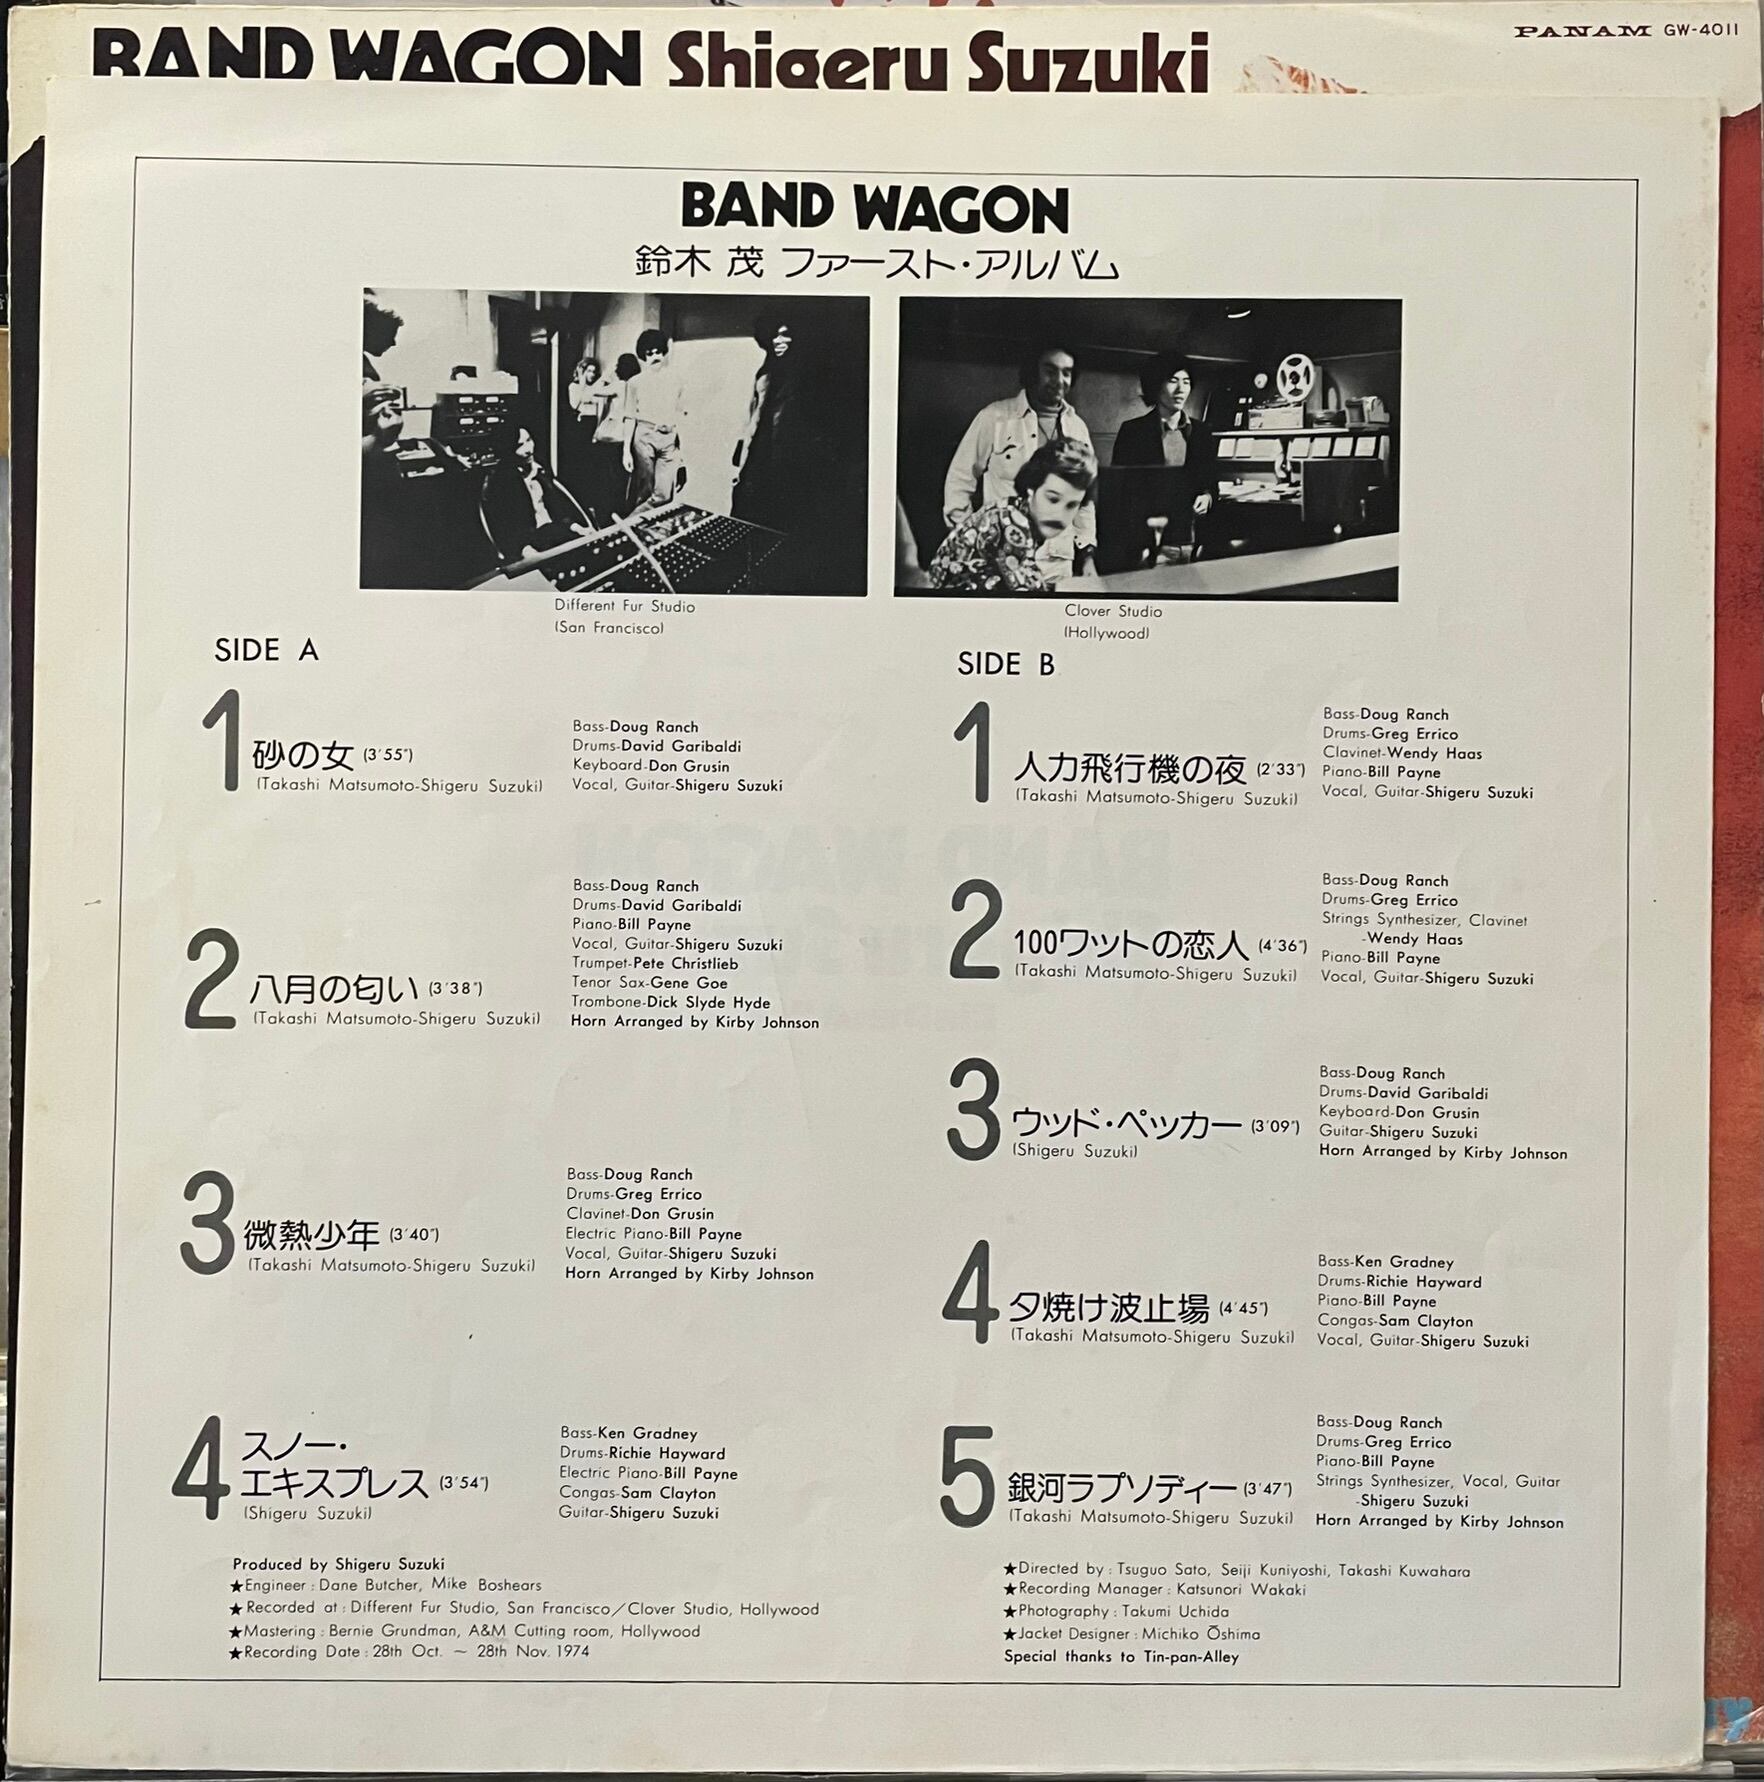 BAND WAGON Shigeru Suzuki
PANAM GW-4011
BAND WAGON
鈴木 茂 ファースト・アルバム
Different Fur Studio
(San Francisco)
Clover Studio
(Hollywood)
SIDE A
1 砂の女 (3'55")
(Takashi Matsumoto-Shigeru Suzuki)
Bass-Doug Ranch
Drums-David Garibaldi
Keyboard-Don Grusin
Vocal, Guitar-Shigeru Suzuki
2 八月の匂い (3'38")
(Takashi Matsumoto-Shigeru Suzuki)
Bass-Doug Ranch
Drums-David Garibaldi
Piano-Bill Payne
Vocal, Guitar-Shigeru Suzuki
Trumpet-Pete Christlieb
Tenor Sax-Gene Goe
Trombone-Dick Slyde Hyde
Horn Arranged by Kirby Johnson
3 微熱少年 (3'40")
(Takashi Matsumoto-Shigeru Suzuki)
Bass-Doug Ranch
Drums-Greg Errico
Clavinet-Don Grusin
Electric Piano-Bill Payne
Vocal, Guitar-Shigeru Suzuki
Horn Arranged by Kirby Johnson
4 スノー・
エキスプレス (3'54")
(Shigeru Suzuki)
Bass-Ken Gradney
Drums-Richie Hayward
Electric Piano-Bill Payne
Congas-Sam Clayton
Guitar-Shigeru Suzuki
SIDE B
1 人力飛行機の夜 (2'33")
(Takashi Matsumoto-Shigeru Suzuki)
Bass-Doug Ranch
Drums-Greg Errico
Clavinet-Wendy Haas
Piano-Bill Payne
Vocal, Guitar-Shigeru Suzuki
2 100ワットの恋人 (4'36")
(Takashi Matsumoto-Shigeru Suzuki)
Bass-Doug Ranch
Drums-Greg Errico
Strings Synthesizer, Clavinet
-Wendy Haas
Piano-Bill Payne
Vocal, Guitar-Shigeru Suzuki
3 ウッド・ペッカー (3'09")
(Shigeru Suzuki)
Bass-Doug Ranch
Drums-David Garibaldi
Keyboard-Don Grusin
Guitar-Shigeru Suzuki
Horn Arranged by Kirby Johnson
4 夕焼け波止場 (4'45")
(Takashi Matsumoto-Shigeru Suzuki)
Bass-Ken Gradney
Drums-Richie Hayward
Piano-Bill Payne
Congas-Sam Clayton
Vocal, Guitar-Shigeru Suzuki
5 銀河ラプソディー (3'47")
(Takashi Matsumoto-Shigeru Suzuki)
Bass-Doug Ranch
Drums-Greg Errico
Piano-Bill Payne
Strings Synthesizer, Vocal, Guitar
-Shigeru Suzuki
Horn Arranged by Kirby Johnson
Produced by Shigeru Suzuki
★Engineer : Dane Butcher, Mike Boshears
★Recorded at : Different Fur Studio, San Francisco／Clover Studio, Hollywood
★Mastering : Bernie Grundman, A&M Cutting room, Hollywood
★Recording Date : 28th Oct. ～ 28th Nov. 1974
★Directed by : Tsuguo Sato, Seiji Kuniyoshi, Takashi Kuwahara
★Recording Manager : Katsunori Wakaki
★Photography : Takumi Uchida
★Jacket Designer : Michiko Ōshima
Special thanks to Tin-pan-Alley